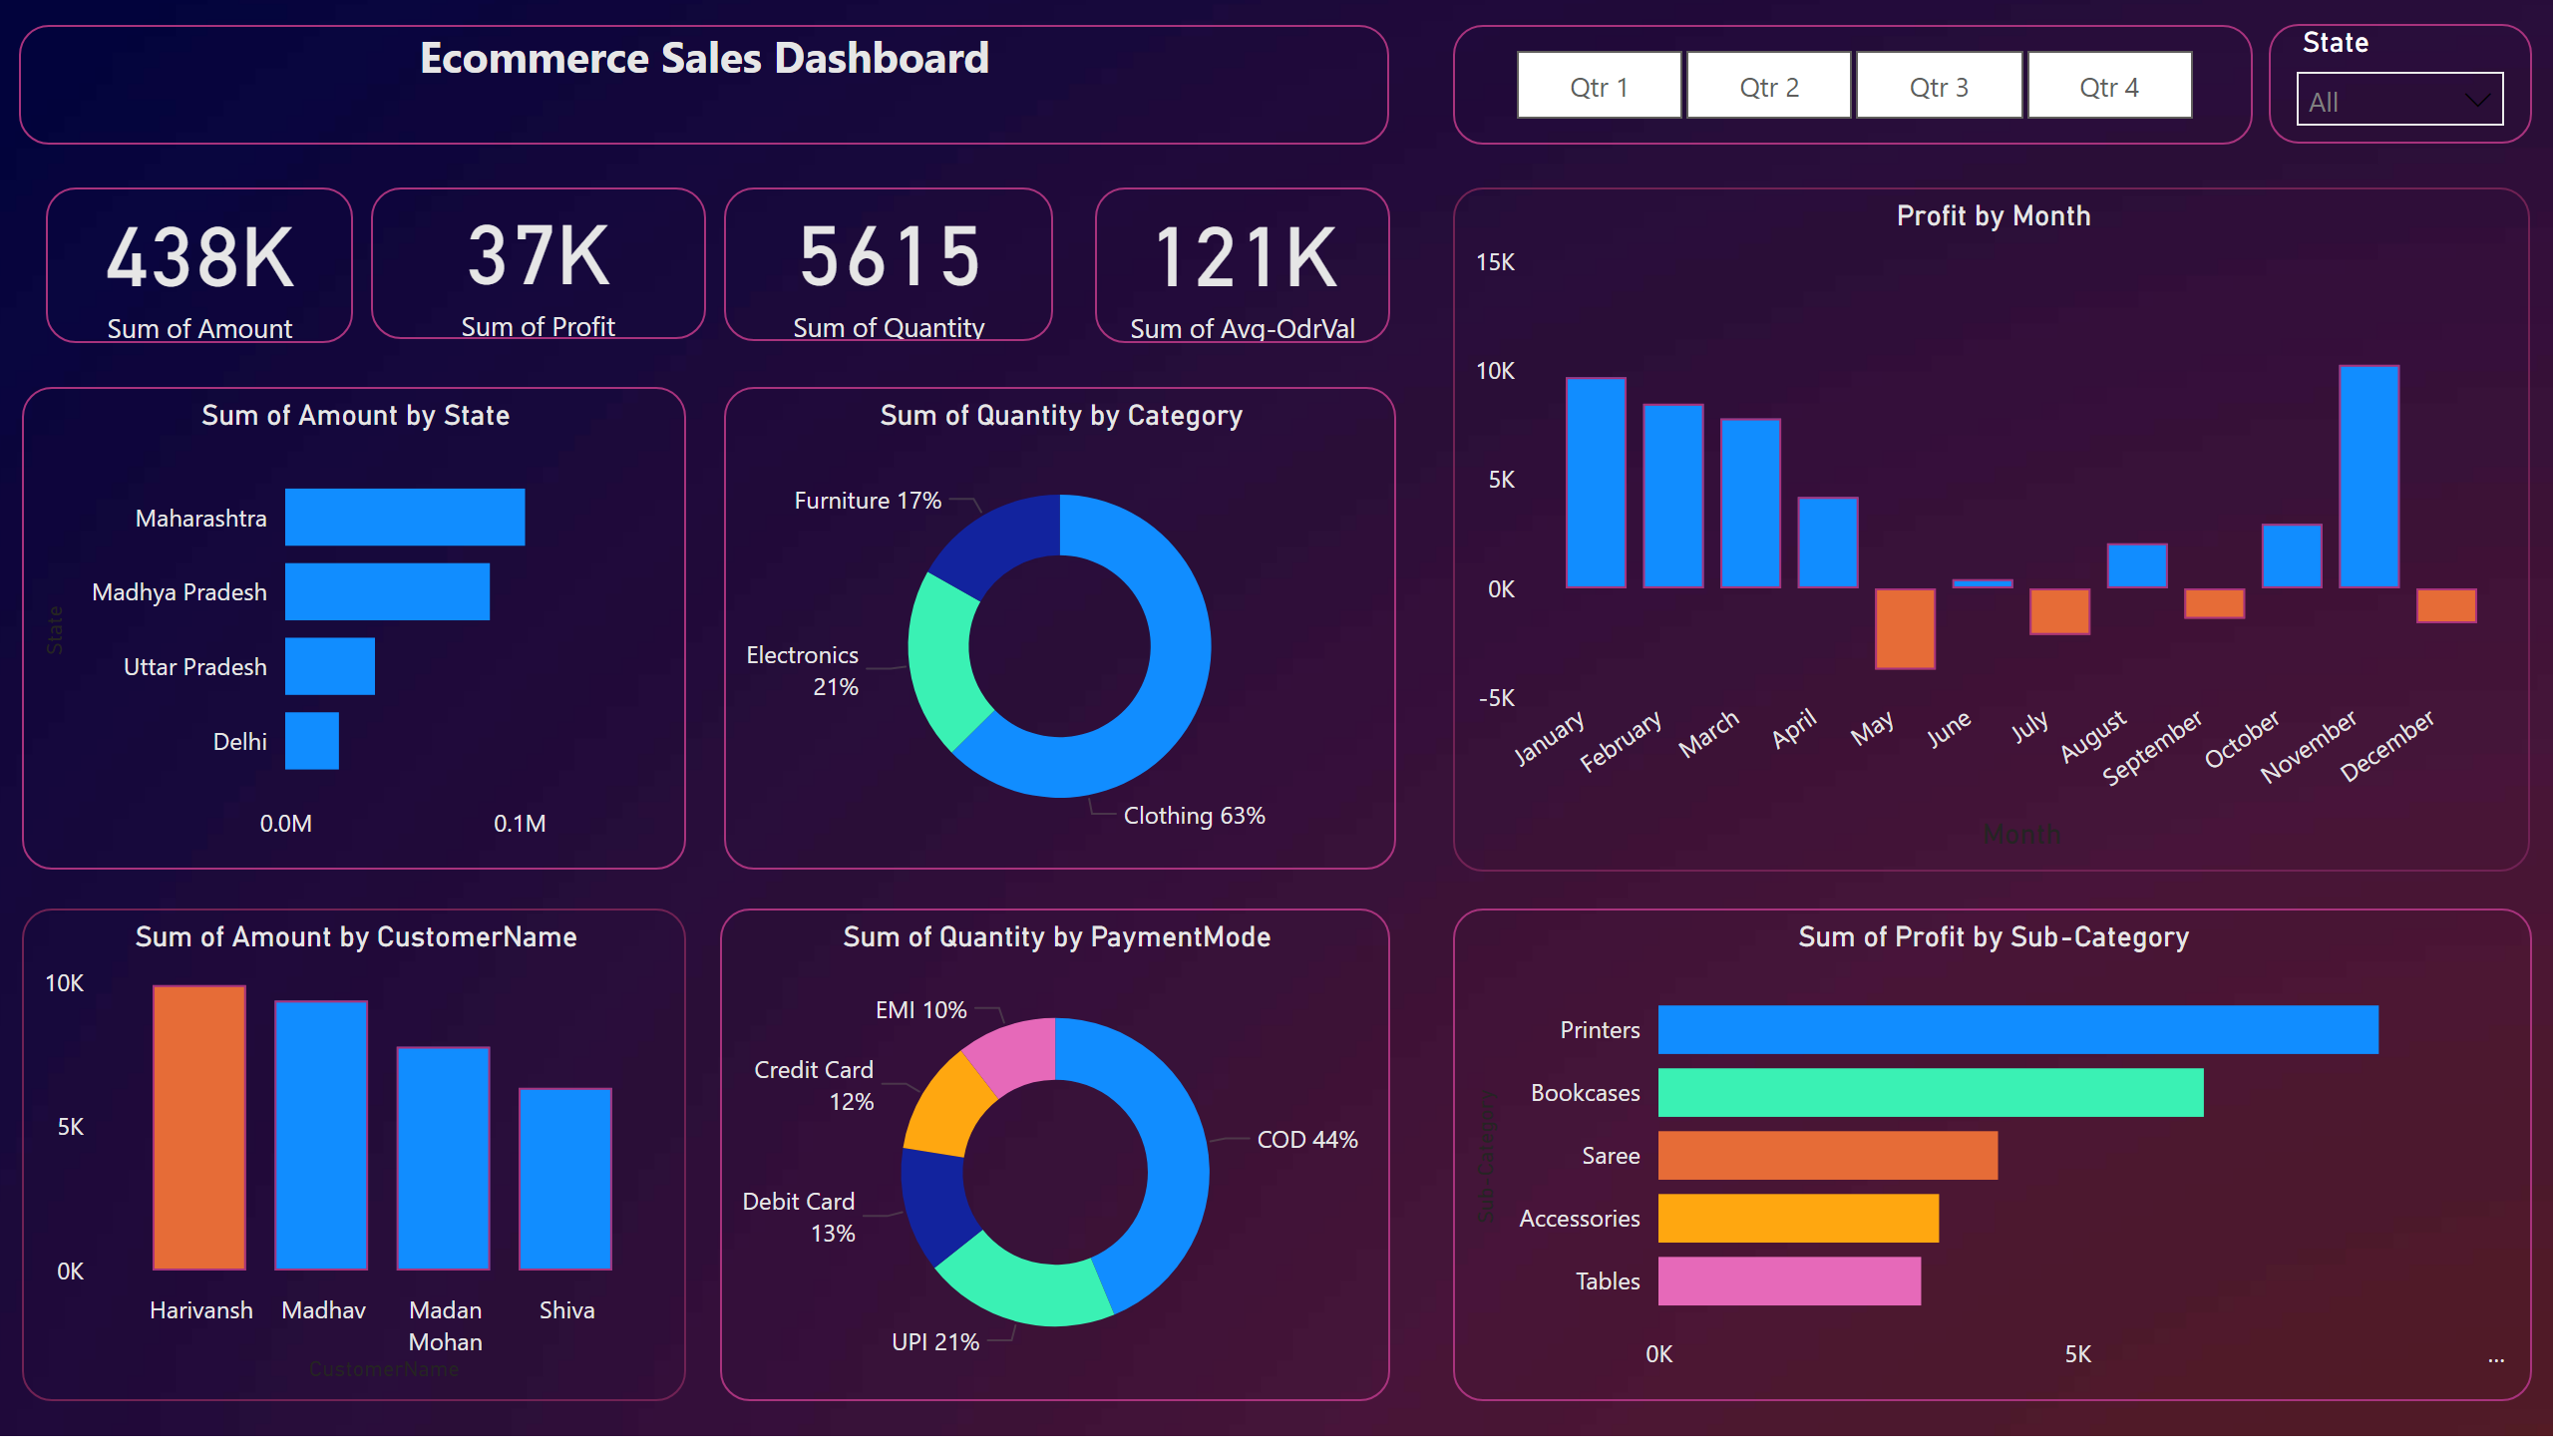 Ecommerce Sales Dashboard
Qtr 1
Qtr 2
Qtr 3
Qtr 4
State
All
438K
Sum of Amount
37K
Sum of Profit
5615
Sum of Quantity
121K
Sum of Avg-OdrVal
Sum of Amount by State
State
Maharashtra
Madhya Pradesh
Uttar Pradesh
Delhi
0.0M
0.1M
Sum of Quantity by Category
Furniture 17%
Electronics
21%
Clothing 63%
Profit by Month
15K
10K
5K
0K
-5K
January
February
March
April
May
June
July
August
September
October
November
December
Month
Sum of Amount by CustomerName
10K
5K
0K
Harivansh
Madhav
Madan
Mohan
Shiva
CustomerName
Sum of Quantity by PaymentMode
EMI 10%
Credit Card
12%
Debit Card
13%
UPI 21%
COD 44%
Sum of Profit by Sub-Category
Sub-Category
Printers
Bookcases
Saree
Accessories
Tables
0K
5K
...